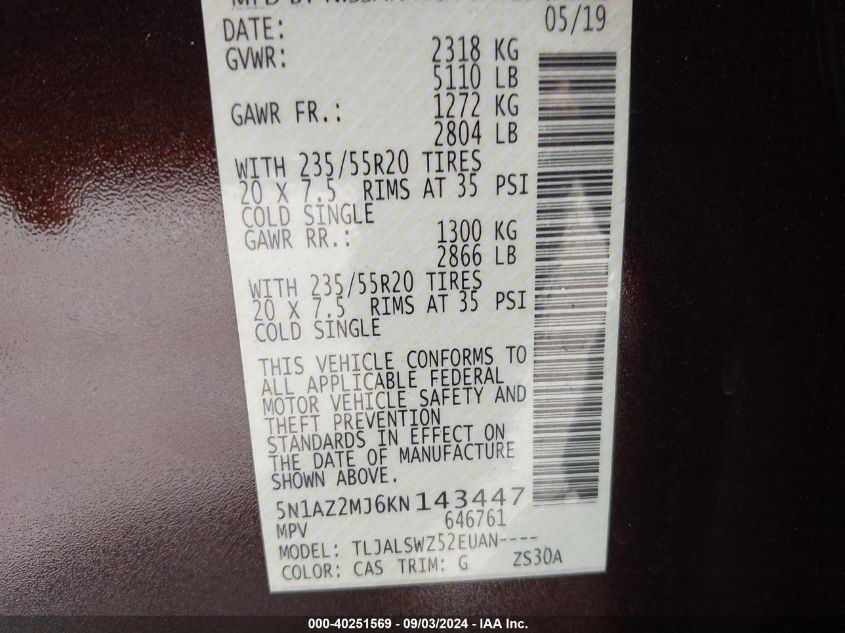 MFD BY NISSAN
DATE: 05/19
GVWR: 2318 KG
5110 LB
GAWR FR.: 1272 KG
2804 LB
WITH 235/55R20 TIRES
20 X 7.5 RIMS AT 35 PSI
COLD SINGLE
GAWR RR.: 1300 KG
2866 LB
WITH 235/55R20 TIRES
20 X 7.5 RIMS AT 35 PSI
COLD SINGLE
THIS VEHICLE CONFORMS TO
ALL APPLICABLE FEDERAL
MOTOR VEHICLE SAFETY AND
THEFT PREVENTION
STANDARDS IN EFFECT ON
THE DATE OF MANUFACTURE
SHOWN ABOVE.
5N1AZ2MJ6KN143447
MPV 646761
MODEL: TLJALSWZ52EUAN----
COLOR: CAS TRIM: G ZS30A
000-40251569 - 09/03/2024 - IAA Inc.